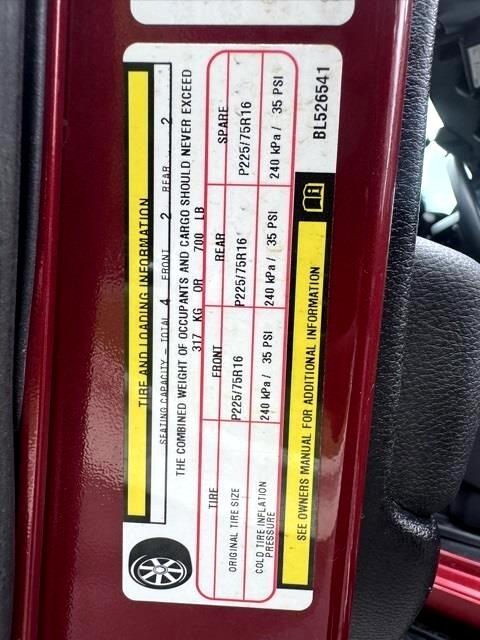 TIRE AND LOADING INFORMATION
SEATING CAPACITY - TOTAL 4 FRONT 2 REAR 2
THE COMBINED WEIGHT OF OCCUPANTS AND CARGO SHOULD NEVER EXCEED
317 KG OR 700 LB
TIRE FRONT REAR SPARE
ORIGINAL TIRE SIZE P225/75R16 P225/75R16 P225/75R16
COLD TIRE INFLATION
PRESSURE 240 kPa / 35 PSI 240 kPa / 35 PSI 240 kPa / 35 PSI
SEE OWNERS MANUAL FOR ADDITIONAL INFORMATION
BL526541